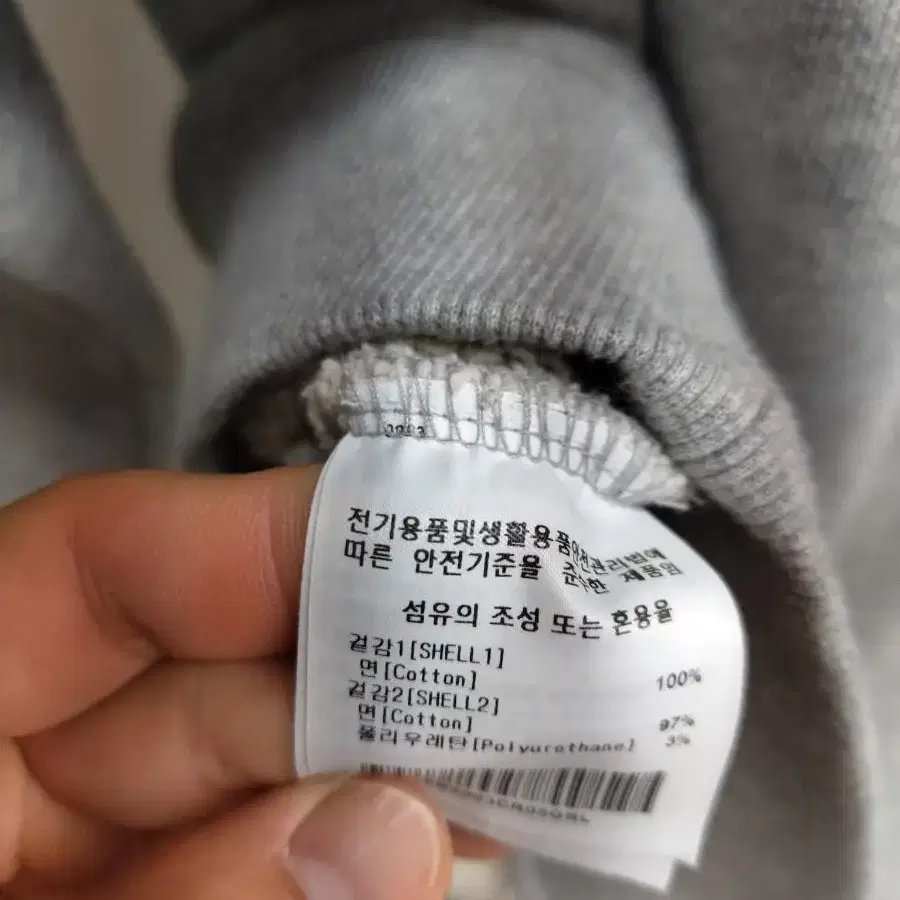 전기용품및생활용품안전관리법에
따른 안전기준을 준수한 제품임
섬유의 조성 또는 혼용율
겉감1[SHELL1]
면[Cotton] 100%
겉감2[SHELL2]
면[Cotton] 97%
폴리우레탄[Polyurethane] 3%